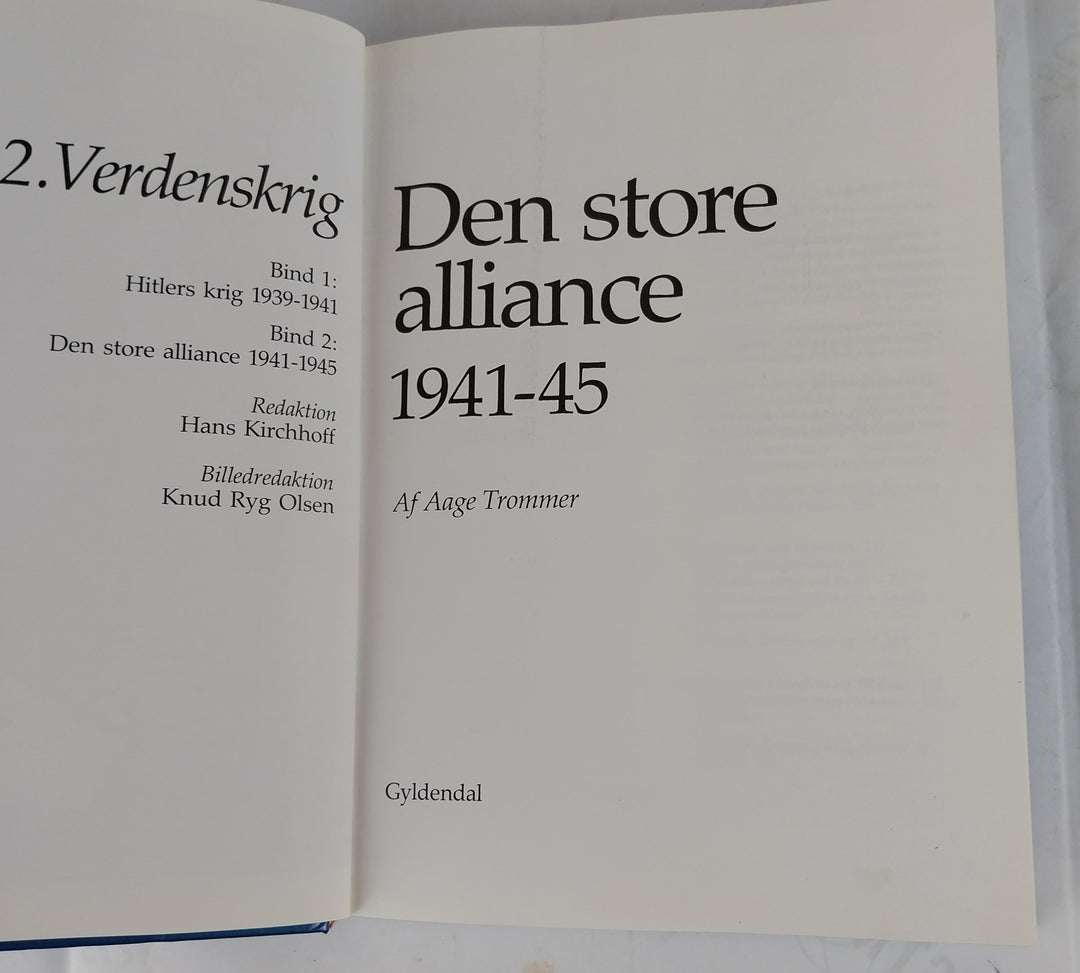 2. Verdenskrig
Bind 1:
Hitlers krig 1939-1941
Bind 2:
Den store alliance 1941-1945
Redaktion
Hans Kirchhoff
Billedredaktion
Knud Ryg Olsen
Den store
alliance
1941-45
Af Aage Trommer
Gyldendal